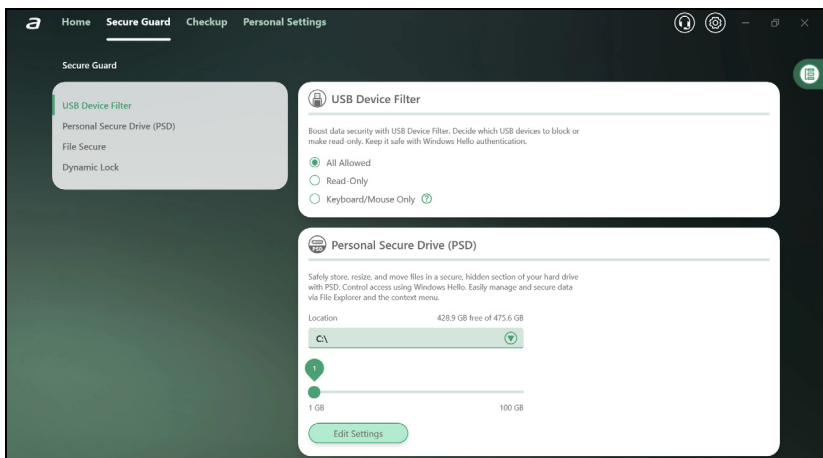 a Home Secure Guard Checkup Personal Settings
Secure Guard
USB Device Filter
Personal Secure Drive (PSD)
File Secure
Dynamic Lock
USB Device Filter
Boost data security with USB Device Filter. Decide which USB devices to block or
make read-only. Keep it safe with Windows Hello authentication.
All Allowed
Read-Only
Keyboard/Mouse Only ?
PSD Personal Secure Drive (PSD)
Safely store, resize, and move files in a secure, hidden section of your hard drive
with PSD. Control access using Windows Hello. Easily manage and secure data
via File Explorer and the context menu.
Location 428.9 GB free of 475.6 GB
C:\
1
1 GB 100 GB
Edit Settings